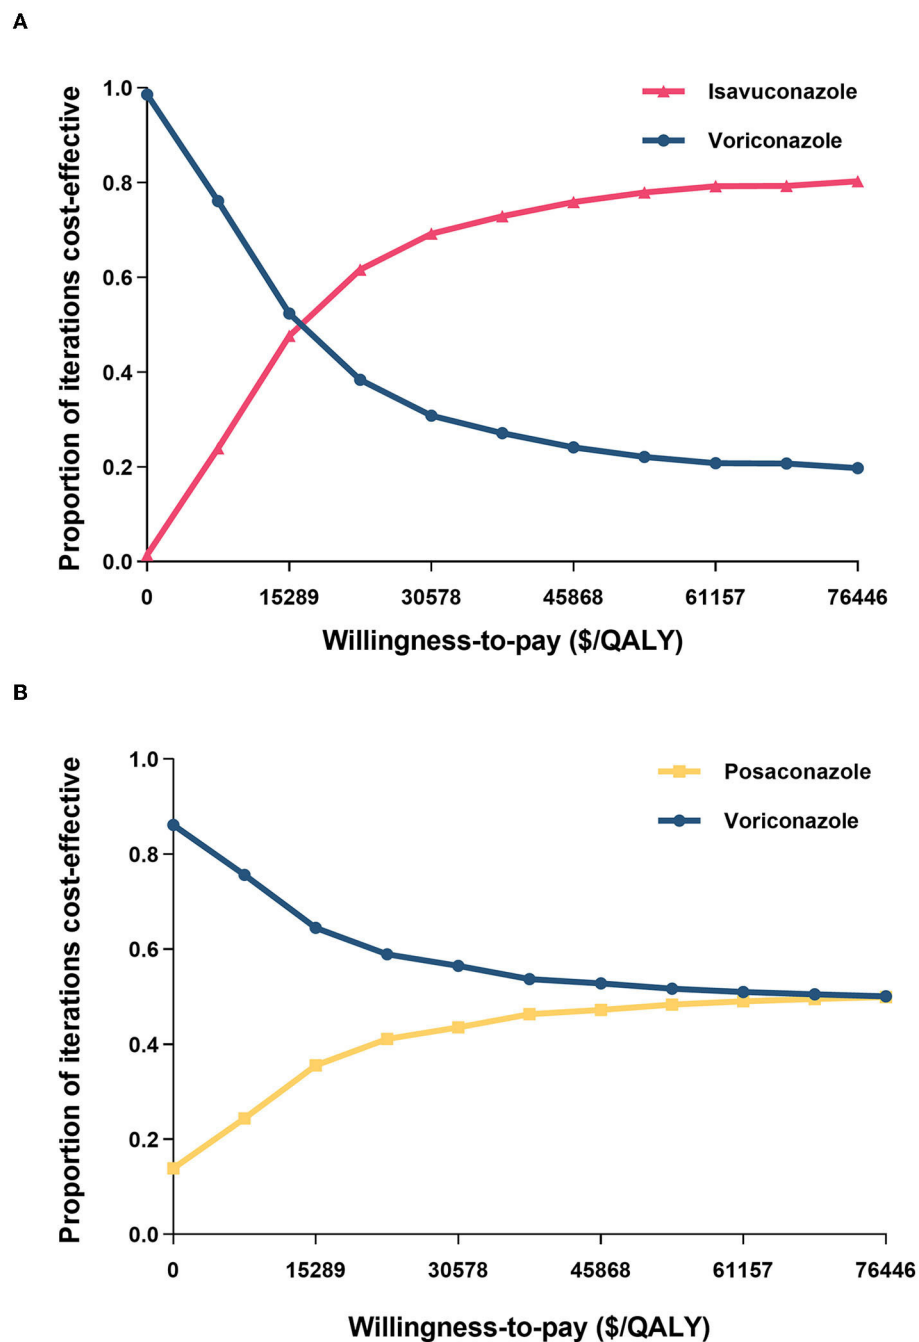 A
Isavuconazole
Voriconazole
Proportion of iterations cost-effective
1.0
0.8
0.6
0.4
0.2
0.0
0 15289 30578 45868 61157 76446
Willingness-to-pay ($/QALY)
B
Posaconazole
Voriconazole
Proportion of iterations cost-effective
1.0
0.8
0.6
0.4
0.2
0.0
0 15289 30578 45868 61157 76446
Willingness-to-pay ($/QALY)